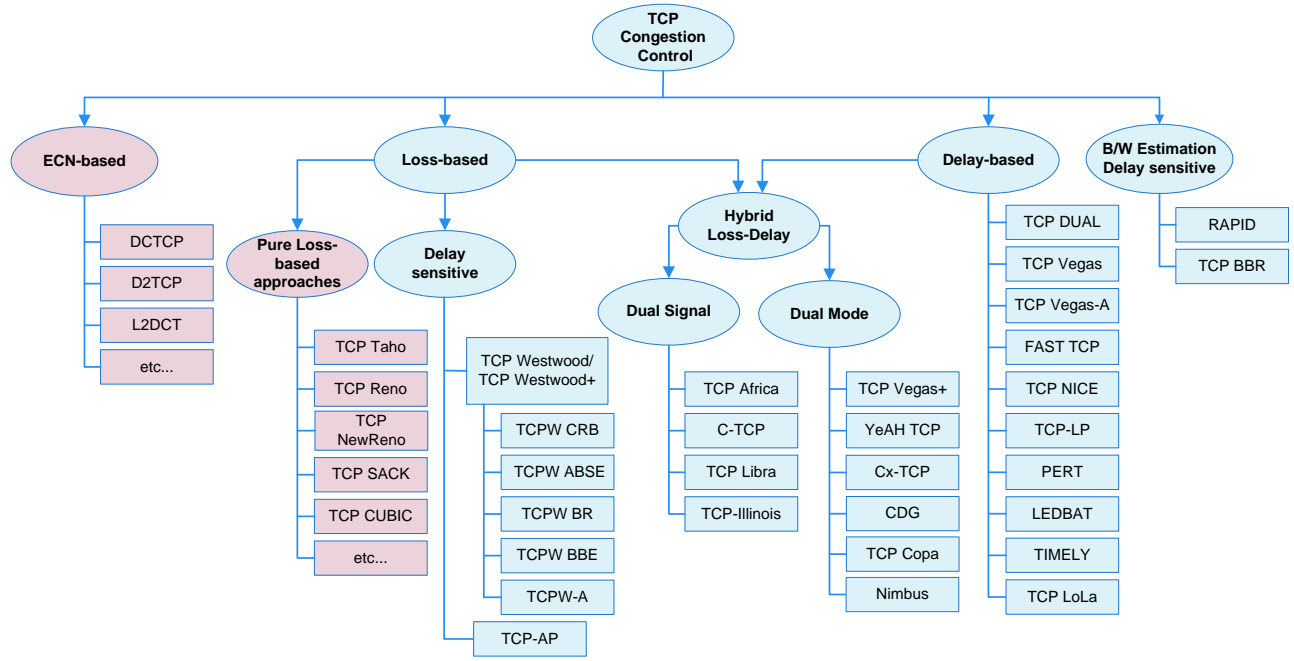 TCP
Congestion
Control
ECN-based
Loss-based
Delay-based
B/W Estimation
Delay sensitive
Hybrid
Loss-Delay
Pure Loss-
based
approaches
Delay
sensitive
Dual Signal
Dual Mode
DCTCP
D2TCP
L2DCT
etc...
TCP Taho
TCP Reno
TCP
NewReno
TCP SACK
TCP CUBIC
etc...
TCP Westwood/
TCP Westwood+
TCPW CRB
TCPW ABSE
TCPW BR
TCPW BBE
TCPW-A
TCP-AP
TCP Africa
C-TCP
TCP Libra
TCP-Illinois
TCP Vegas+
YeAH TCP
Cx-TCP
CDG
TCP Copa
Nimbus
TCP DUAL
TCP Vegas
TCP Vegas-A
FAST TCP
TCP NICE
TCP-LP
PERT
LEDBAT
TIMELY
TCP LoLa
RAPID
TCP BBR